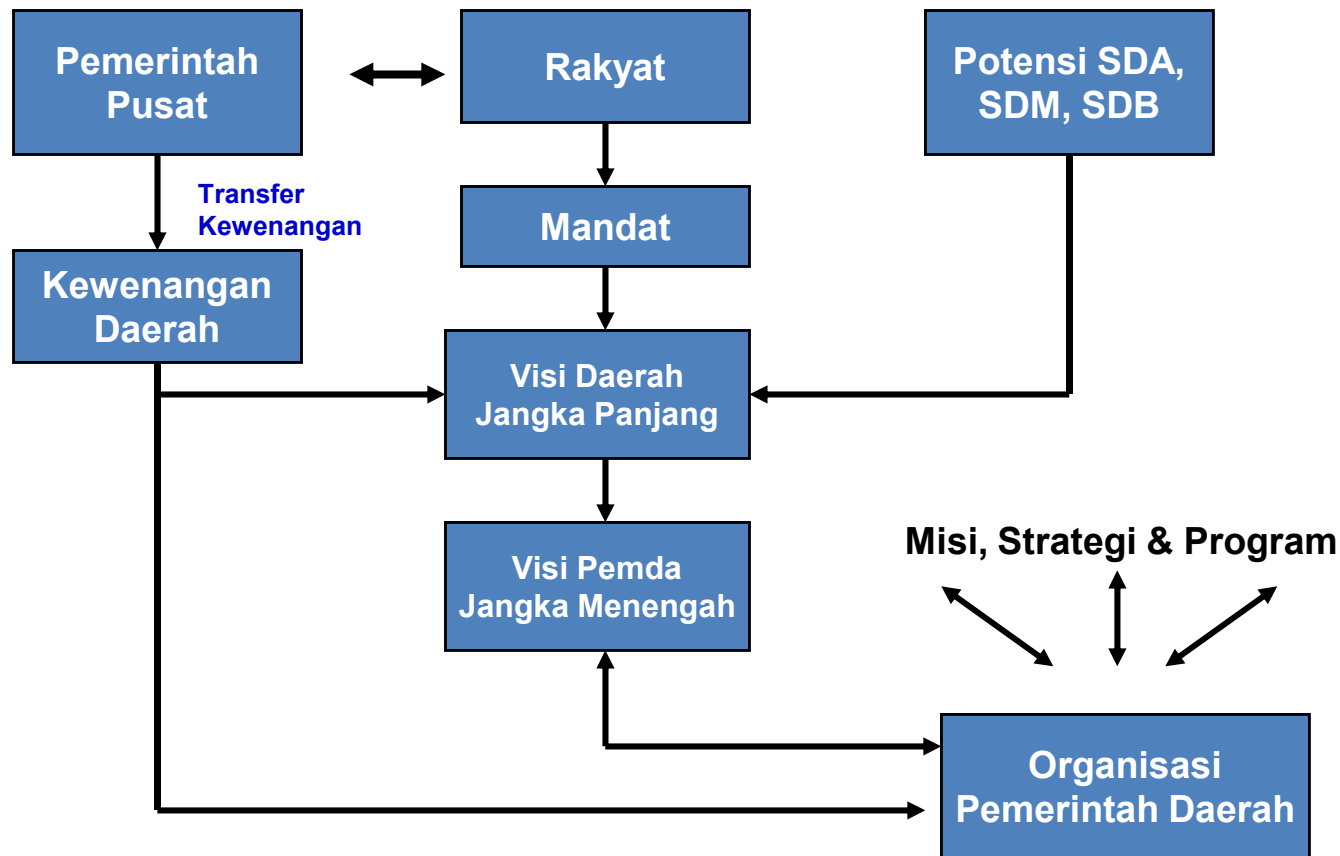 Pemerintah
Pusat
Rakyat
Potensi SDA,
SDM, SDB
Transfer
Kewenangan
Mandat
Kewenangan
Daerah
Visi Daerah
Jangka Panjang
Visi Pemda
Jangka Menengah
Misi, Strategi & Program
Organisasi
Pemerintah Daerah